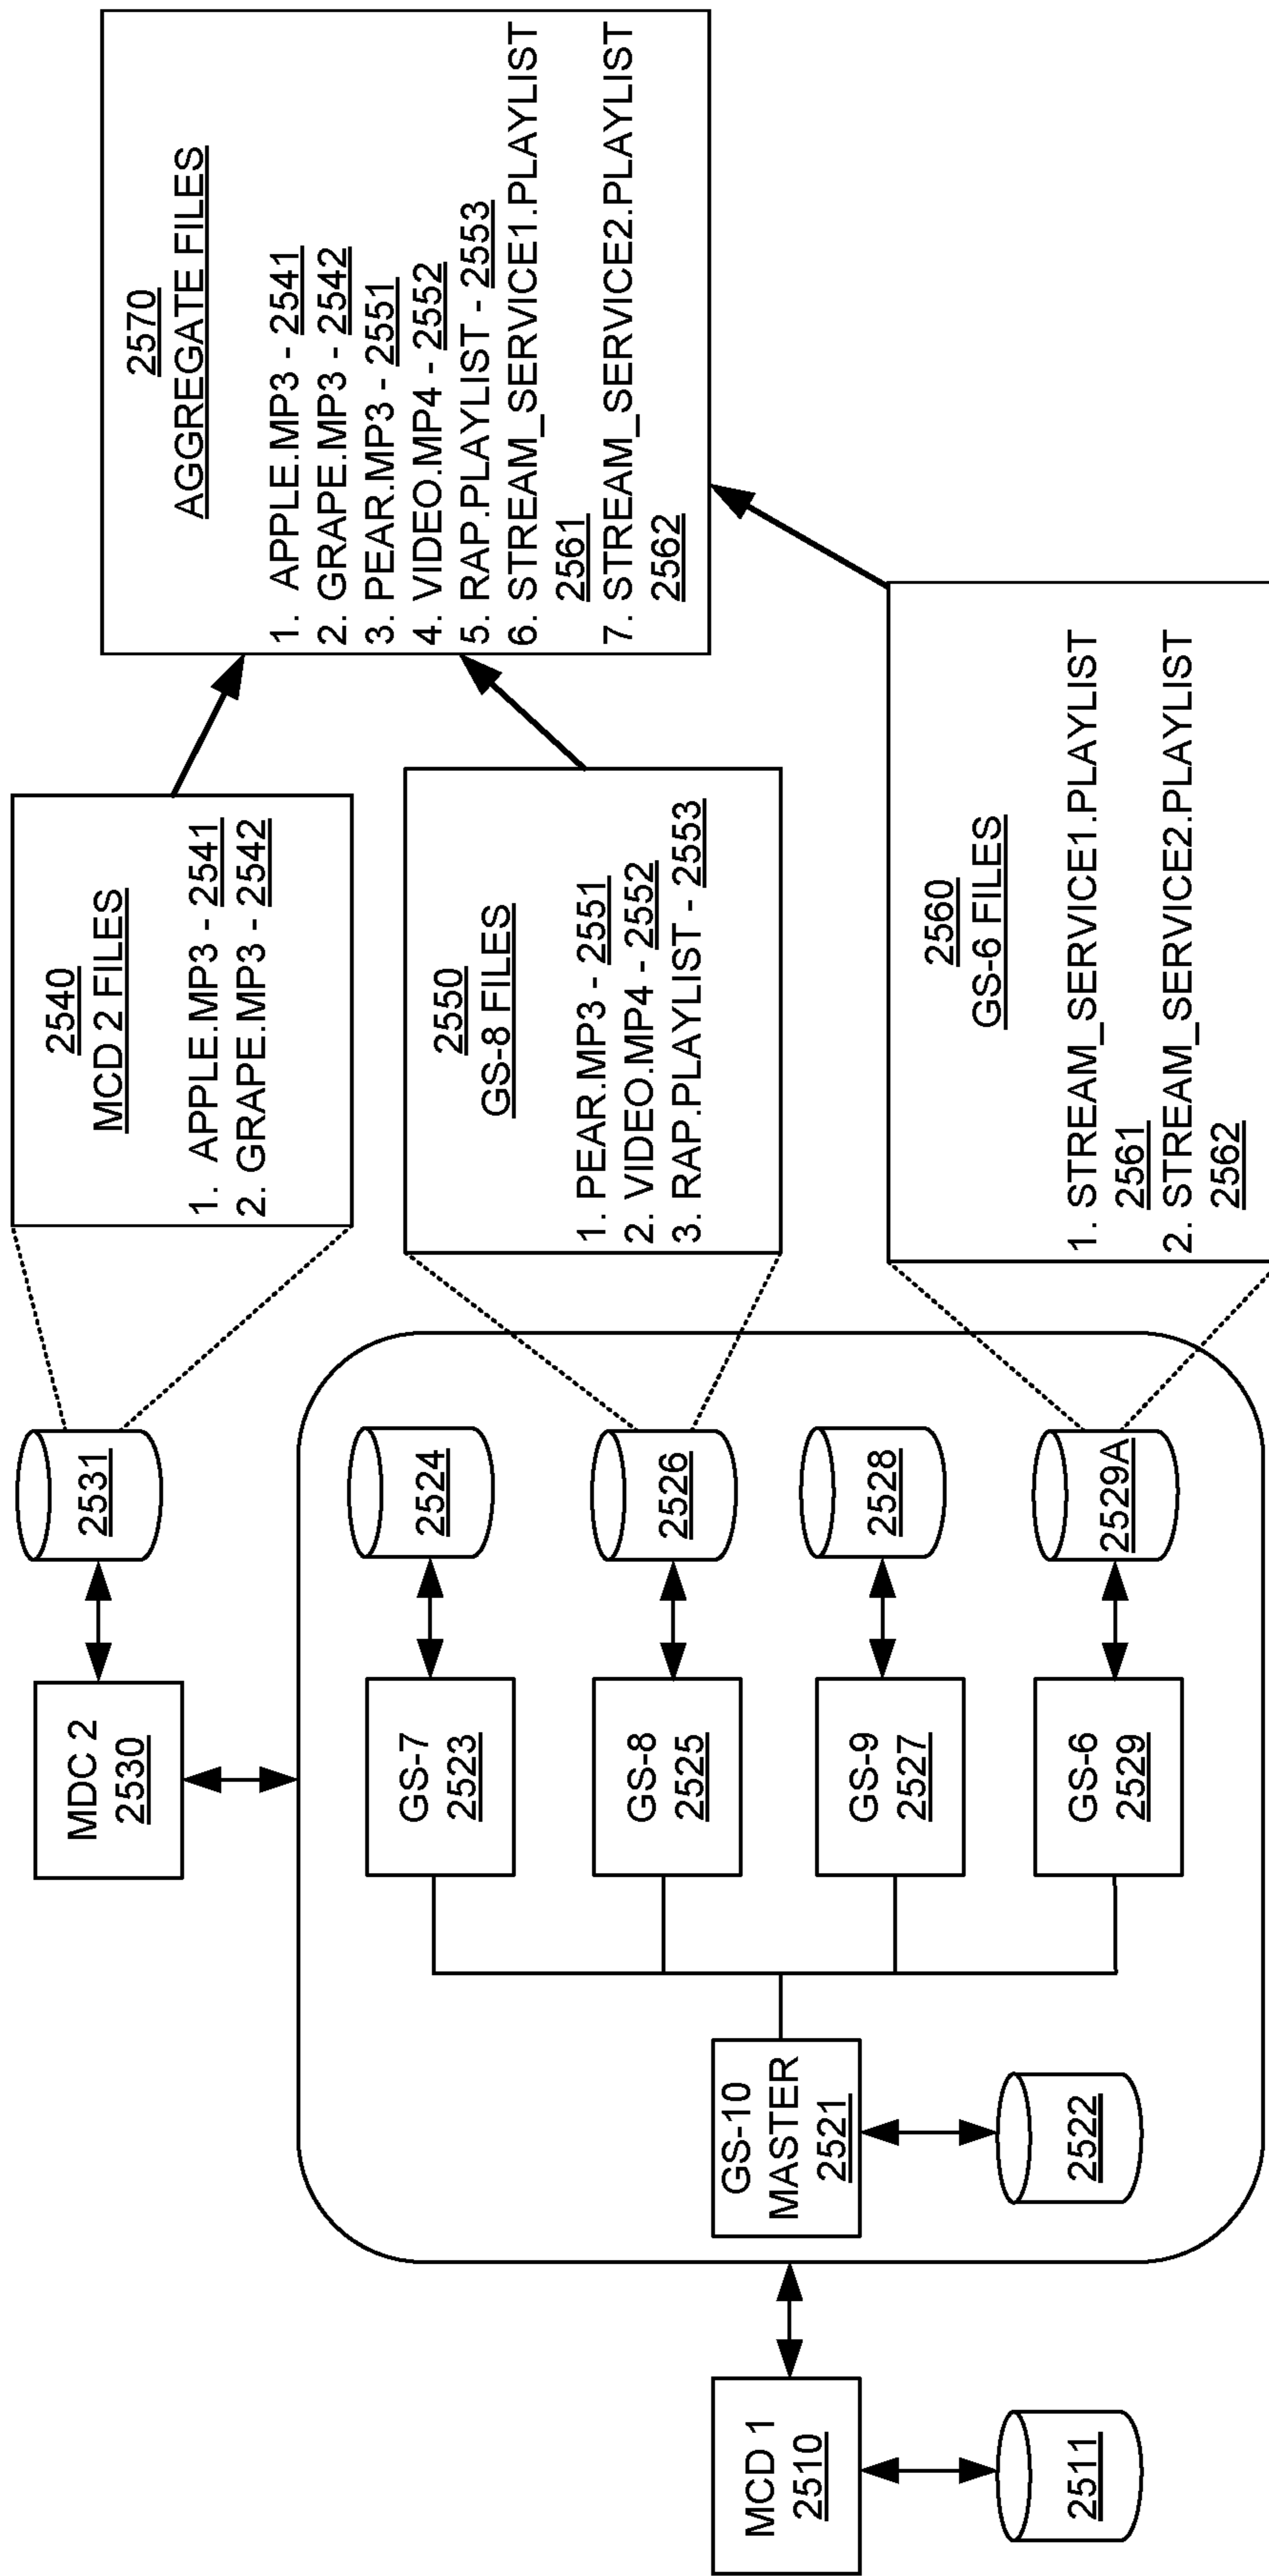 MCD 1
2510
2511
GS-10
MASTER
2521
2522
MDC 2
2530
2531
GS-7
2523
2524
GS-8
2525
2526
GS-9
2527
2528
GS-6
2529
2529A
2540
MCD 2 FILES
1. APPLE.MP3 - 2541
2. GRAPE.MP3 - 2542
2550
GS-8 FILES
1. PEAR.MP3 - 2551
2. VIDEO.MP4 - 2552
3. RAP.PLAYLIST - 2553
2560
GS-6 FILES
1. STREAM_SERVICE1.PLAYLIST
2561
2. STREAM_SERVICE2.PLAYLIST
2562
2570
AGGREGATE FILES
1. APPLE.MP3 - 2541
2. GRAPE.MP3 - 2542
3. PEAR.MP3 - 2551
4. VIDEO.MP4 - 2552
5. RAP.PLAYLIST - 2553
6. STREAM_SERVICE1.PLAYLIST
2561
7. STREAM_SERVICE2.PLAYLIST
2562